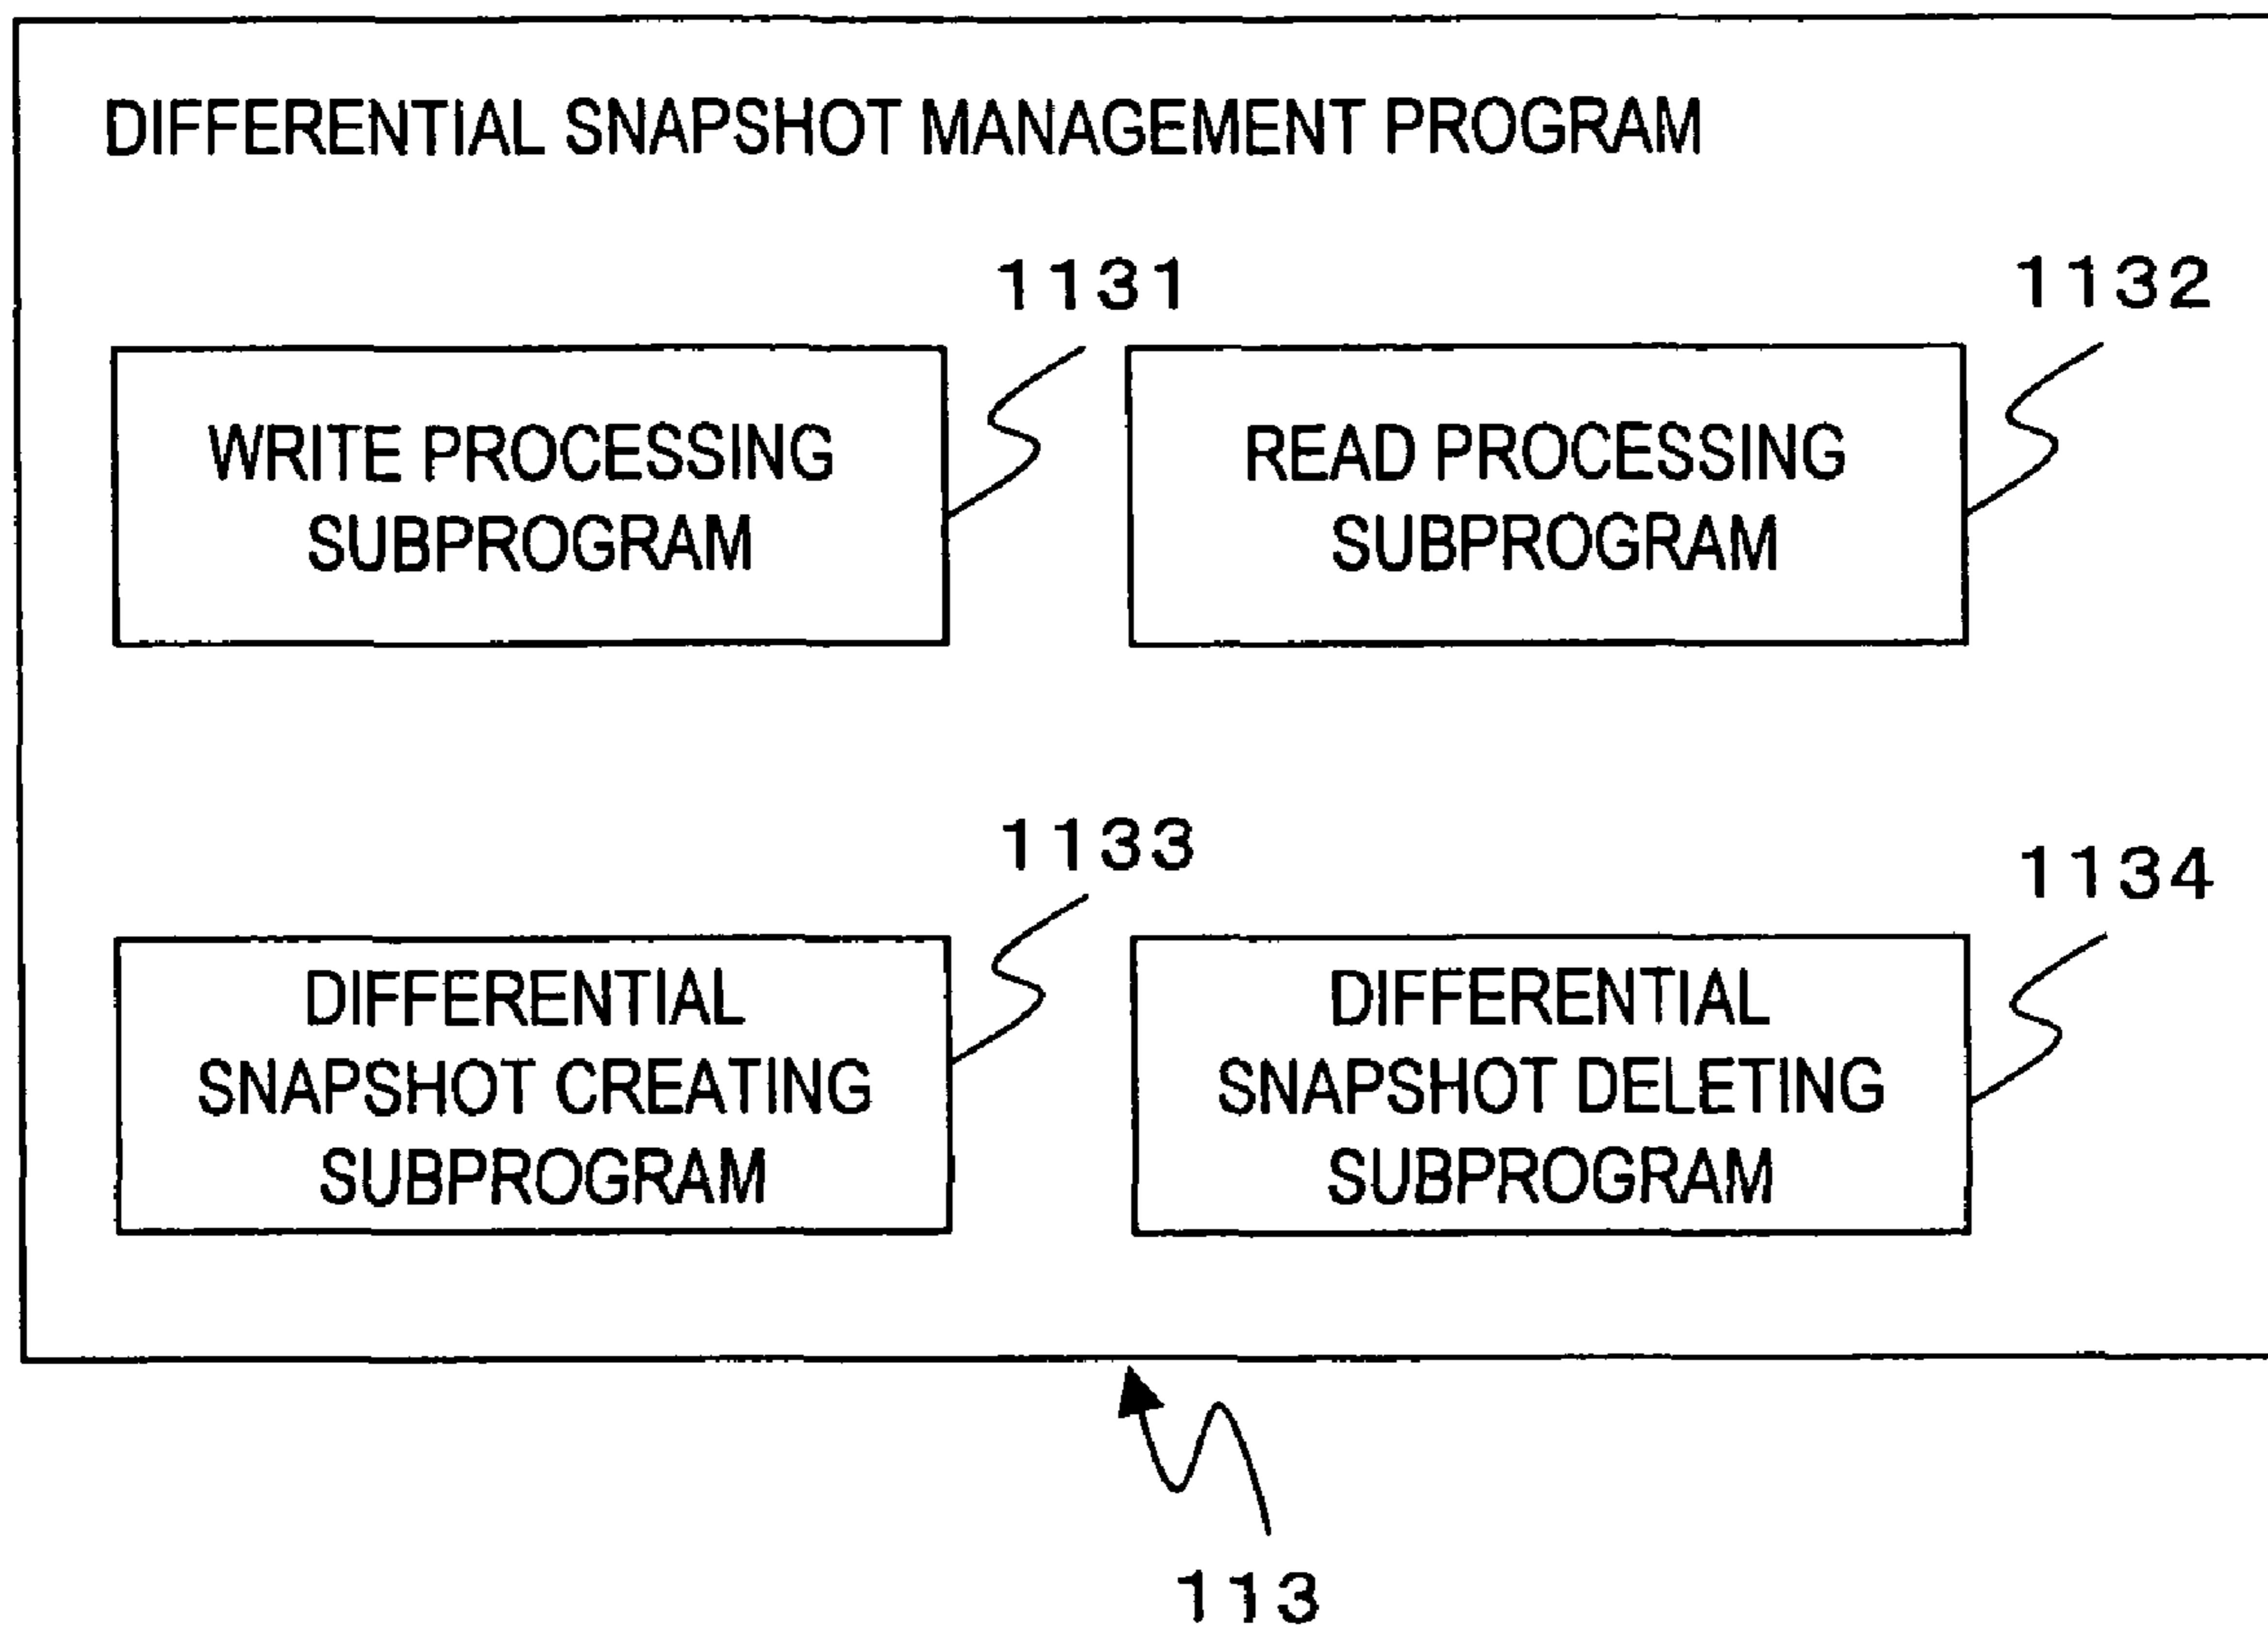 DIFFERENTIAL SNAPSHOT MANAGEMENT PROGRAM
1131
1132
WRITE PROCESSING
SUBPROGRAM
READ PROCESSING
SUBPROGRAM
1133
1134
DIFFERENTIAL
SNAPSHOT CREATING
SUBPROGRAM
DIFFERENTIAL
SNAPSHOT DELETING
SUBPROGRAM
113